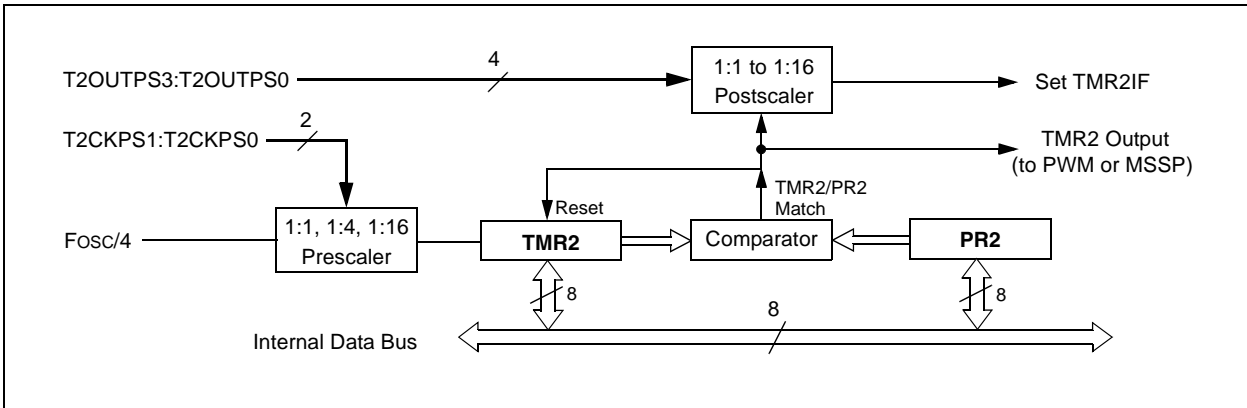 4
T2OUTPS3:T2OUTPS0
1:1 to 1:16
Postscaler
Set TMR2IF
2
T2CKPS1:T2CKPS0
TMR2 Output
(to PWM or MSSP)
TMR2/PR2
Match
Reset
FOSC/4
1:1, 1:4, 1:16
Prescaler
TMR2
Comparator
PR2
8
8
8
Internal Data Bus